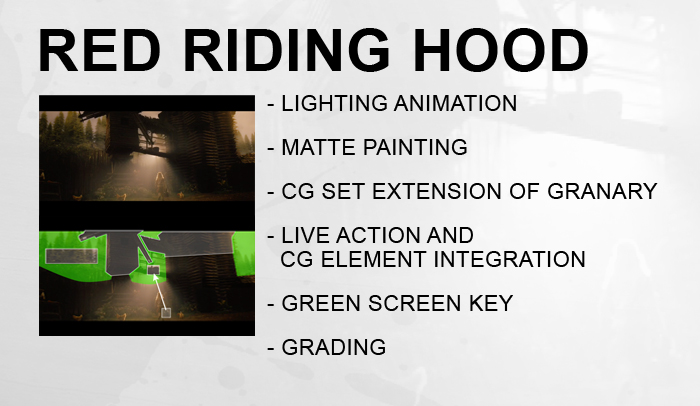 RED RIDING HOOD
- LIGHTING ANIMATION
- MATTE PAINTING
- CG SET EXTENSION OF GRANARY
- LIVE ACTION AND
CG ELEMENT INTEGRATION
- GREEN SCREEN KEY
- GRADING